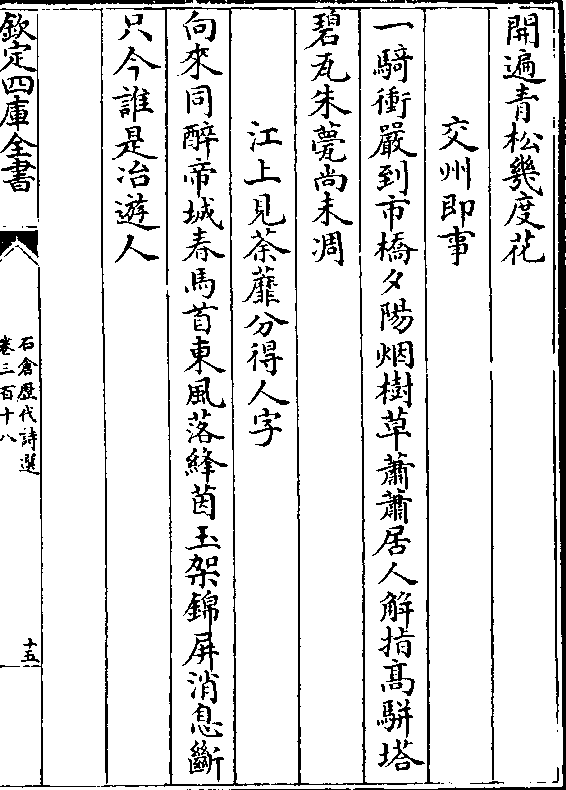 開遍青松幾度花
交州即事
一騎衝嚴到市橋夕陽烟樹草蕭蕭居人解指髙駢塔
碧瓦朱甍尚未凋
江上見荼蘼分得人字
向來同醉帝城春馬首東風落絳茵玉架錦屏消息斷
只今誰是冶遊人
欽定四庫全書
石倉歷代詩選
卷三百十八
十五